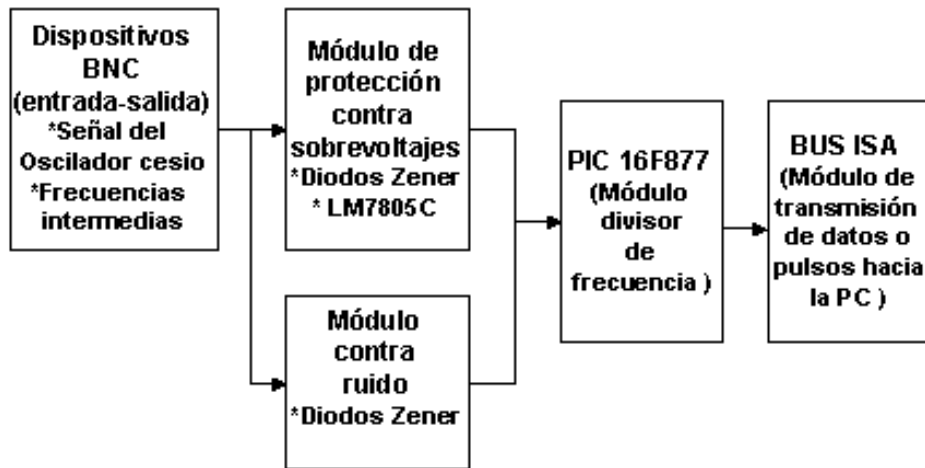 Dispositivos
BNC
(entrada-salida)
*Señal del
Oscilador cesio
*Frecuencias
intermedias
Módulo de
protección
contra
sobrevoltajes
*Diodos Zener
* LM7805C
Módulo
contra
ruido
*Diodos Zener
PIC 16F877
(Módulo
divisor
de
frecuencia )
BUS ISA
(Módulo de
transmisión
de datos o
pulsos hacia
la PC )